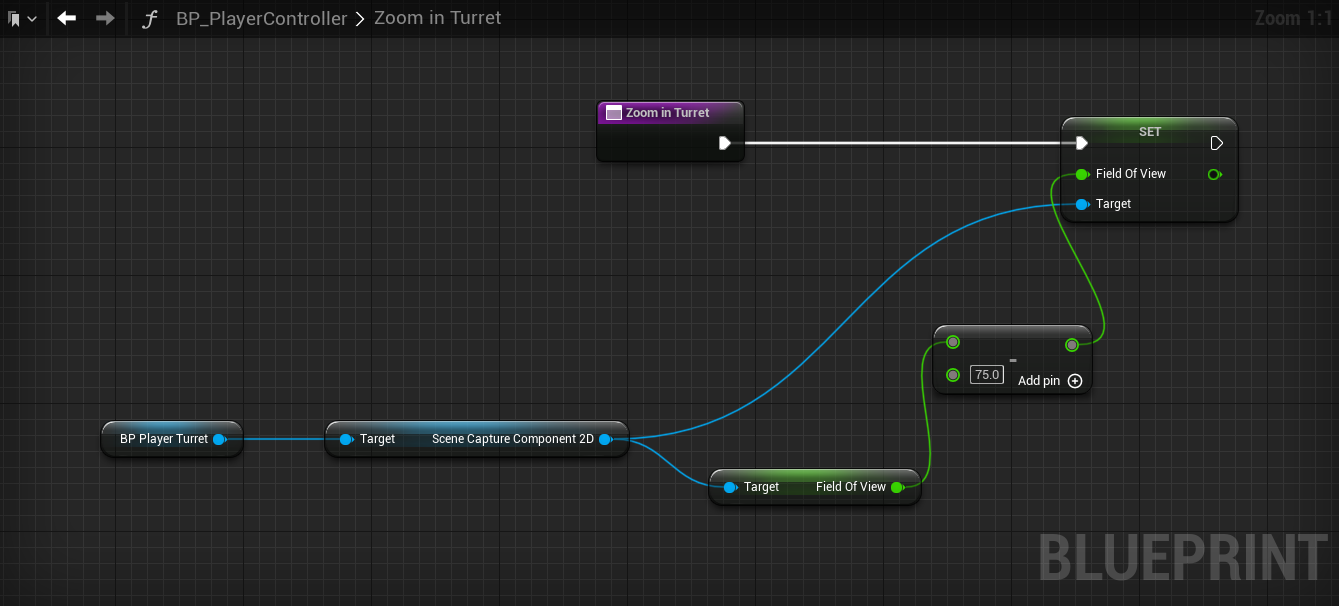 BP_PlayerController > Zoom in Turret
Zoom 1:1
Zoom in Turret
SET
Field Of View
Target
75.0
-
Add pin
BP Player Turret
Target
Scene Capture Component 2D
Target
Field Of View
BLUEPRINT